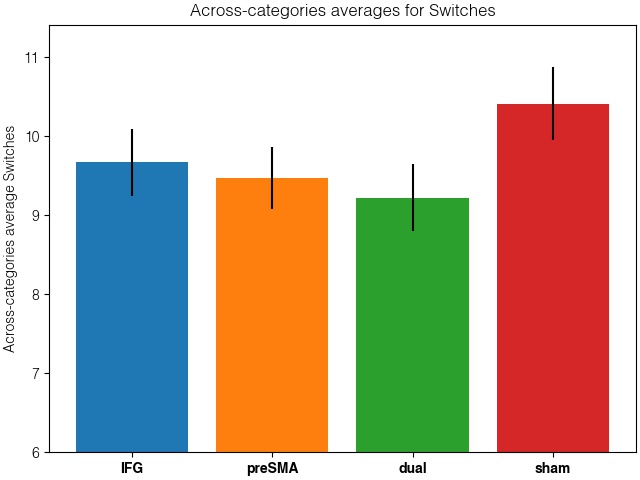 Across-categories averages for Switches
Across-categories average Switches
11
10
9
8
7
6
IFG
preSMA
dual
sham